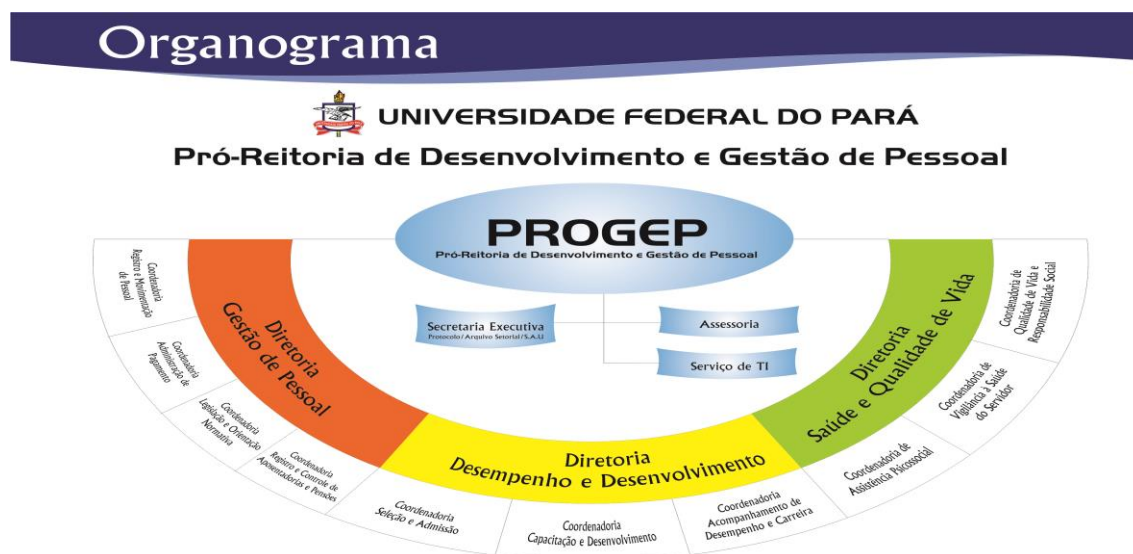 Organograma
UNIVERSIDADE FEDERAL DO PARÁ
Pró-Reitoria de Desenvolvimento e Gestão de Pessoal
PROGEP
Pró-Reitoria de Desenvolvimento e Gestão de Pessoal
Secretaria Executiva
Protocolo/Arquivo Setorial/S.A.U
Assessoria
Serviço de TI
Diretoria
Gestão de Pessoal
Coordenadoria
Registro e Movimentação
de Pessoal
Coordenadoria
Administração de
Pagamento
Coordenadoria
Legislação e Orientação
Normativa
Coordenadoria
Registro e Controle de
Aposentadorias e Pensões
Diretoria
Desempenho e Desenvolvimento
Coordenadoria
Seleção e Admissão
Coordenadoria
Capacitação e Desenvolvimento
Coordenadoria
Acompanhamento de
Desempenho e Carreira
Diretoria
Saúde e Qualidade de Vida
Coordenadoria de
Assistência Psicossocial
Coordenadoria de
Vigilância à Saúde
do Servidor
Coordenadoria de
Qualidade de Vida e
Responsabilidade Social